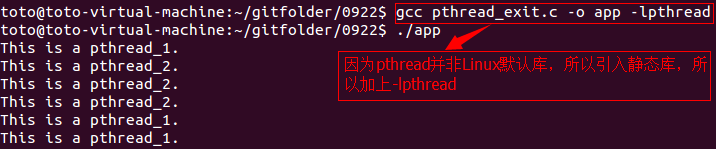 toto@toto-virtual-machine:~/gitfolder/0922$ gcc pthread_exit.c -o app -lpthread
toto@toto-virtual-machine:~/gitfolder/0922$ ./app
This is a pthread_1.
This is a pthread_2.
This is a pthread_2.
This is a pthread_2.
This is a pthread_1.
This is a pthread_1.
因为pthread并非Linux默认库，所以引入静态库，所
以加上-lpthread